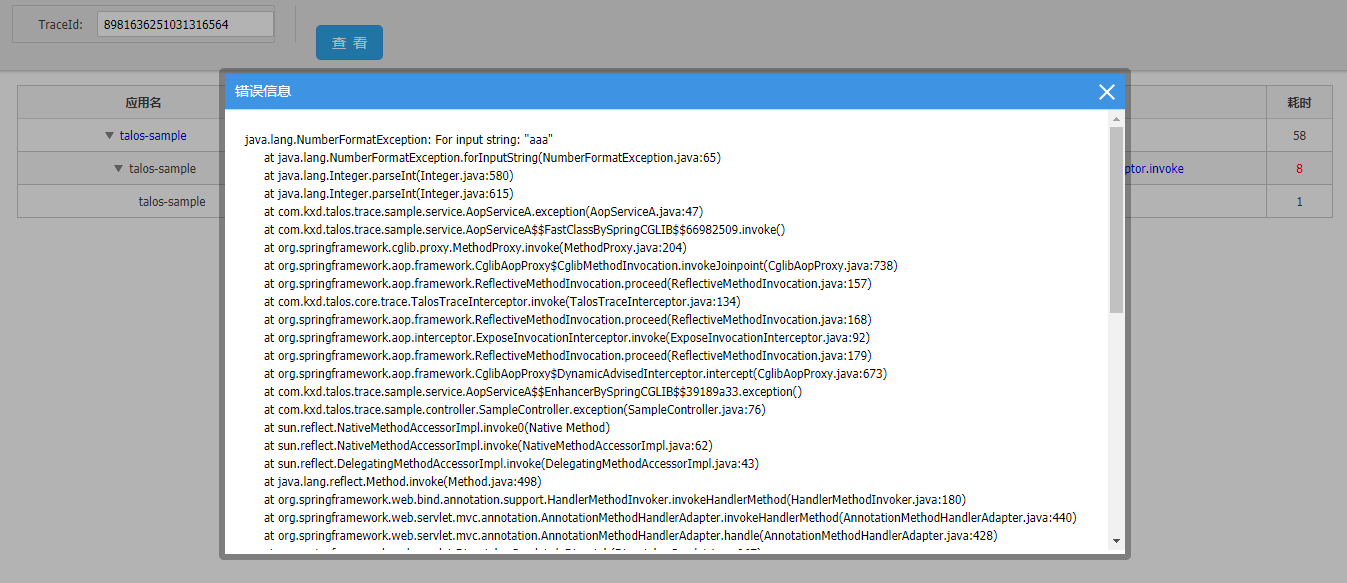 TraceId: 8981636251031316564
查 看
错误信息
应用名 耗时
talos-sample 58
talos-sample ptor.invoke 8
talos-sample 1
java.lang.NumberFormatException: For input string: "aaa"
at java.lang.NumberFormatException.forInputString(NumberFormatException.java:65)
at java.lang.Integer.parseInt(Integer.java:580)
at java.lang.Integer.parseInt(Integer.java:615)
at com.kxd.talos.trace.sample.service.AopServiceA.exception(AopServiceA.java:47)
at com.kxd.talos.trace.sample.service.AopServiceA$$FastClassBySpringCGLIB$$66982509.invoke()
at org.springframework.cglib.proxy.MethodProxy.invoke(MethodProxy.java:204)
at org.springframework.aop.framework.CglibAopProxy$CglibMethodInvocation.invokeJoinpoint(CglibAopProxy.java:738)
at org.springframework.aop.framework.ReflectiveMethodInvocation.proceed(ReflectiveMethodInvocation.java:157)
at com.kxd.talos.core.trace.TalosTraceInterceptor.invoke(TalosTraceInterceptor.java:134)
at org.springframework.aop.framework.ReflectiveMethodInvocation.proceed(ReflectiveMethodInvocation.java:168)
at org.springframework.aop.interceptor.ExposeInvocationInterceptor.invoke(ExposeInvocationInterceptor.java:92)
at org.springframework.aop.framework.ReflectiveMethodInvocation.proceed(ReflectiveMethodInvocation.java:179)
at org.springframework.aop.framework.CglibAopProxy$DynamicAdvisedInterceptor.intercept(CglibAopProxy.java:673)
at com.kxd.talos.trace.sample.service.AopServiceA$$EnhancerBySpringCGLIB$$39189a33.exception()
at com.kxd.talos.trace.sample.controller.SampleController.exception(SampleController.java:76)
at sun.reflect.NativeMethodAccessorImpl.invoke0(Native Method)
at sun.reflect.NativeMethodAccessorImpl.invoke(NativeMethodAccessorImpl.java:62)
at sun.reflect.DelegatingMethodAccessorImpl.invoke(DelegatingMethodAccessorImpl.java:43)
at java.lang.reflect.Method.invoke(Method.java:498)
at org.springframework.web.bind.annotation.support.HandlerMethodInvoker.invokeHandlerMethod(HandlerMethodInvoker.java:180)
at org.springframework.web.servlet.mvc.annotation.AnnotationMethodHandlerAdapter.invokeHandlerMethod(AnnotationMethodHandlerAdapter.java:440)
at org.springframework.web.servlet.mvc.annotation.AnnotationMethodHandlerAdapter.handle(AnnotationMethodHandlerAdapter.java:428)